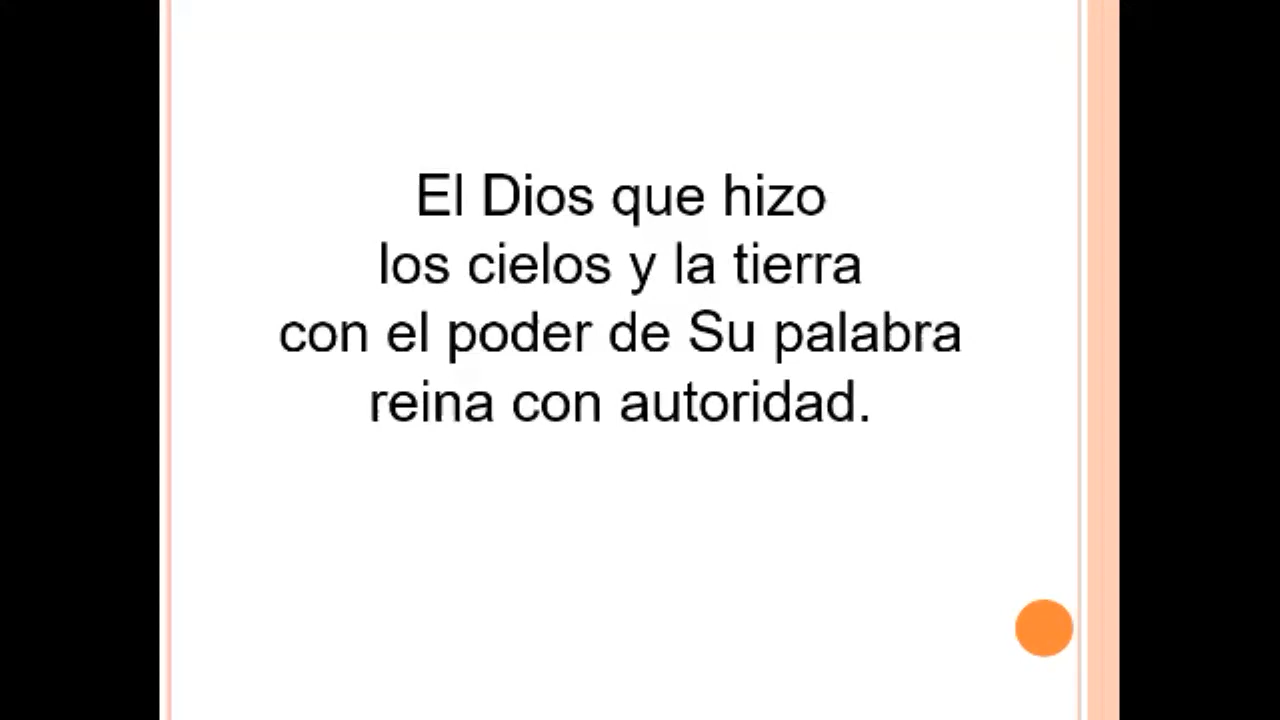 El Dios que hizo
los cielos y la tierra
con el poder de Su palabra
reina con autoridad.